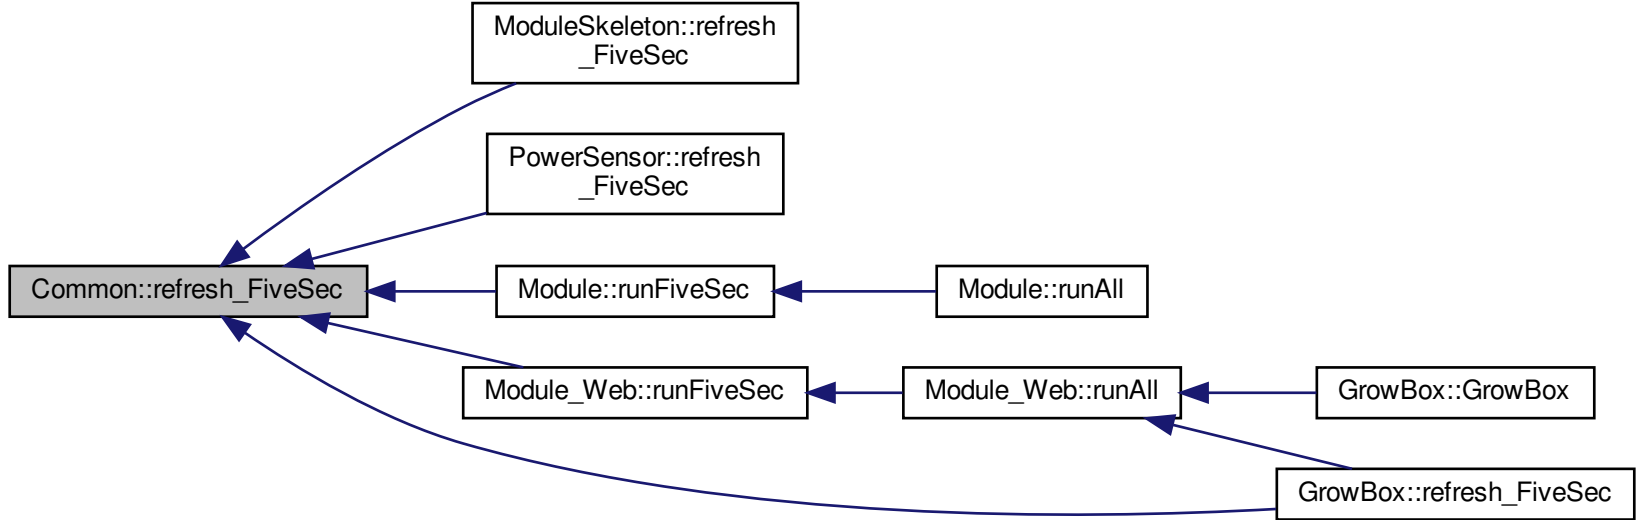 ModuleSkeleton::refresh
_FiveSec
PowerSensor::refresh
_FiveSec
Common::refresh_FiveSec
Module::runFiveSec
Module::runAll
Module_Web::runFiveSec
Module_Web::runAll
GrowBox::GrowBox
GrowBox::refresh_FiveSec